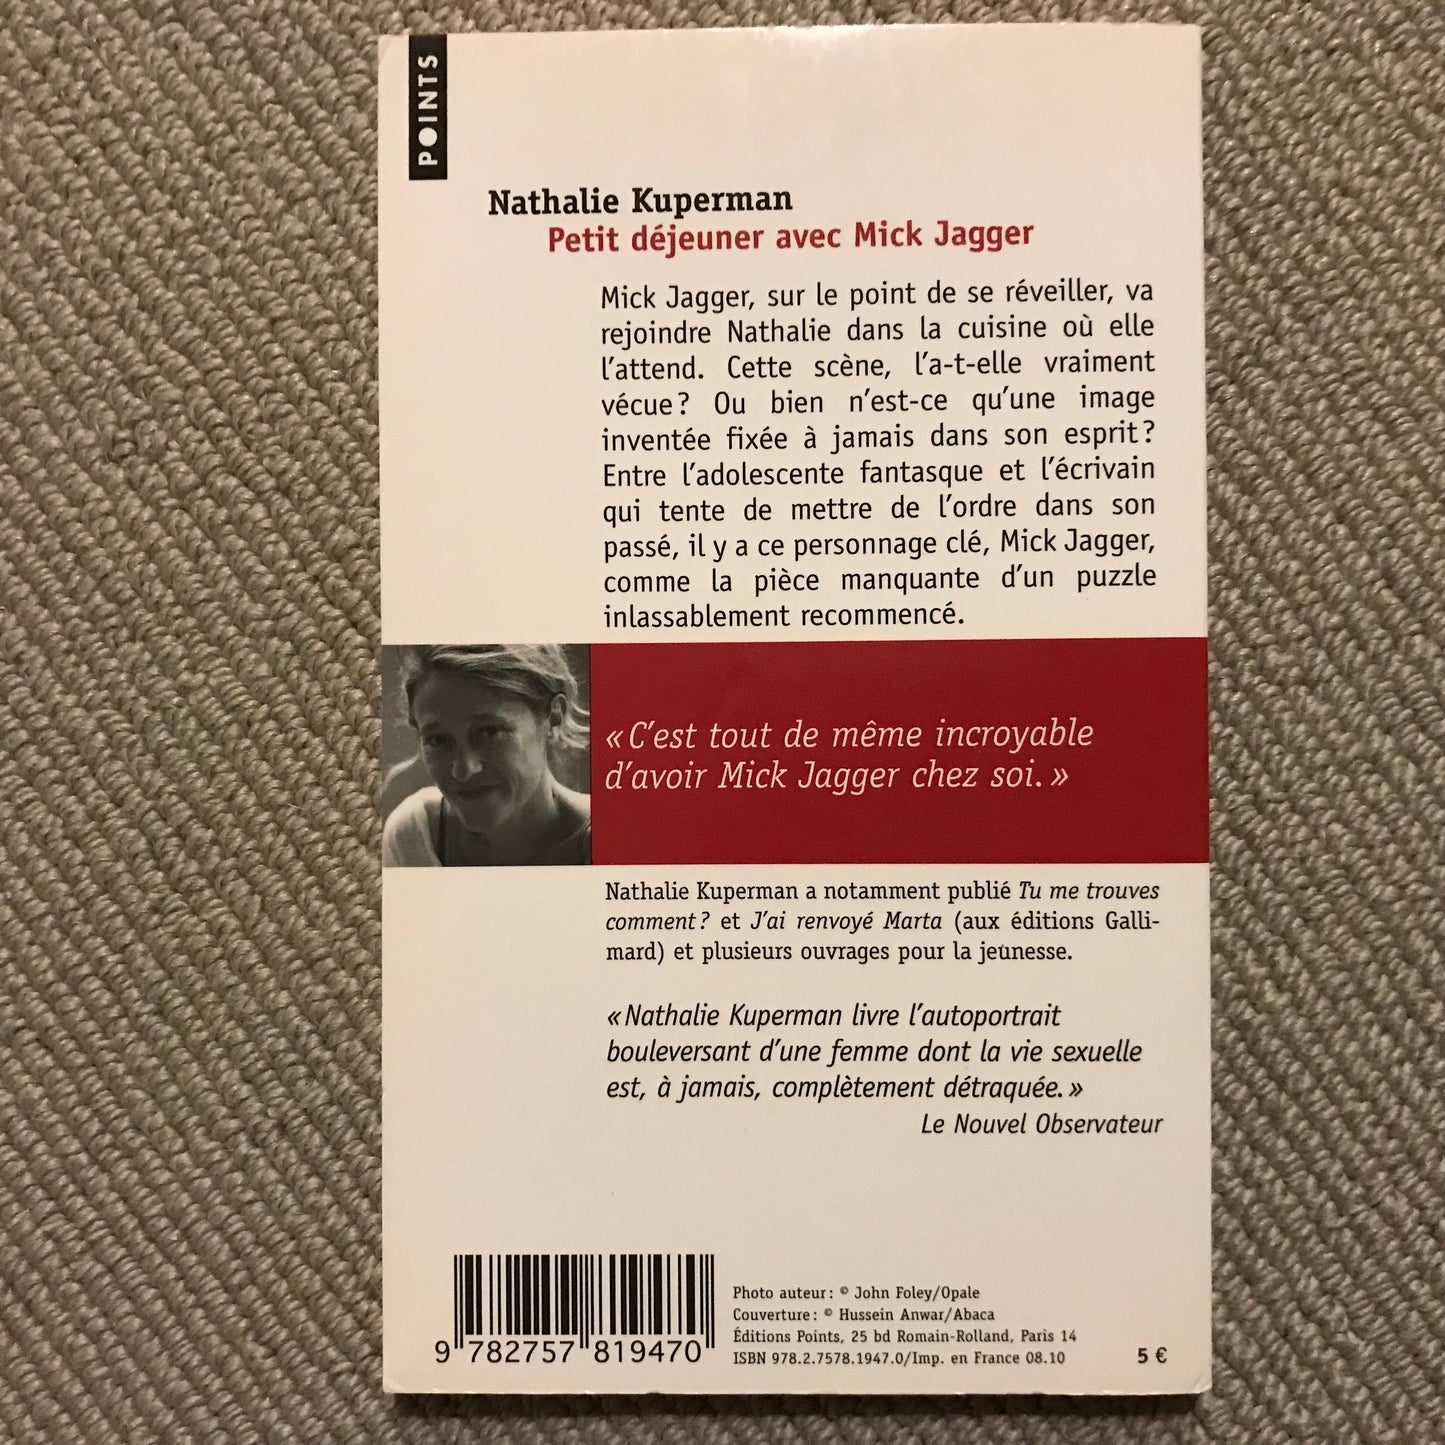 POINTS
Nathalie Kuperman
Petit déjeuner avec Mick Jagger
Mick Jagger, sur le point de se réveiller, va
rejoindre Nathalie dans la cuisine où elle
l'attend. Cette scène, l'a-t-elle vraiment
vécue ? Ou bien n'est-ce qu'une image
inventée fixée à jamais dans son esprit ?
Entre l'adolescente fantasque et l'écrivain
qui tente de mettre de l'ordre dans son
passé, il y a ce personnage clé, Mick Jagger,
comme la pièce manquante d'un puzzle
inlassablement recommencé.
« C'est tout de même incroyable
d'avoir Mick Jagger chez soi. »
Nathalie Kuperman a notamment publié Tu me trouves
comment ? et J'ai renvoyé Marta (aux éditions Galli-
mard) et plusieurs ouvrages pour la jeunesse.
« Nathalie Kuperman livre l'autoportrait
bouleversant d'une femme dont la vie sexuelle
est, à jamais, complètement détraquée. »
Le Nouvel Observateur
9 782757 819470
Photo auteur : © John Foley/Opale
Couverture : © Hussein Anwar/Abaca
Éditions Points, 25 bd Romain-Rolland, Paris 14
ISBN 978.2.7578.1947.0/Imp. en France 08.10
5 €